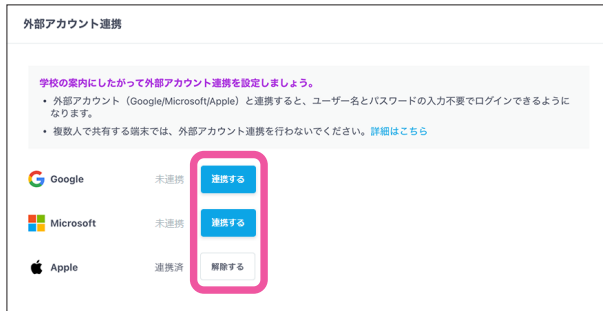 外部アカウント連携
学校の案内にしたがって外部アカウント連携を設定しましょう。
• 外部アカウント（Google/Microsoft/Apple）と連携すると、ユーザー名とパスワードの入力不要でログインできるように
なります。
• 複数人で共有する端末では、外部アカウント連携を行わないでください。詳細はこちら
Google 未連携 連携する
Microsoft 未連携 連携する
Apple 連携済 解除する